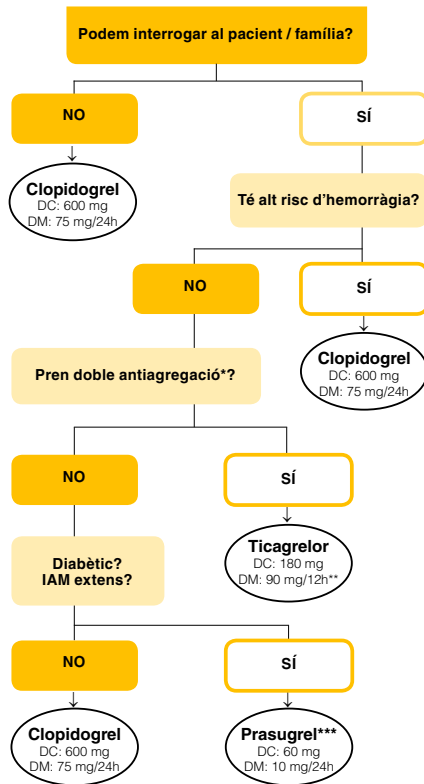 Podem interrogar al pacient / família?
NO
SÍ
Clopidogrel
DC: 600 mg
DM: 75 mg/24h
Té alt risc d'hemorràgia?
NO
SÍ
Clopidogrel
DC: 600 mg
DM: 75 mg/24h
Pren doble antiagregació*?
NO
SÍ
Ticagrelor
DC: 180 mg
DM: 90 mg/12h**
Diabètic?
IAM extens?
NO
SÍ
Clopidogrel
DC: 600 mg
DM: 75 mg/24h
Prasugrel***
DC: 60 mg
DM: 10 mg/24h